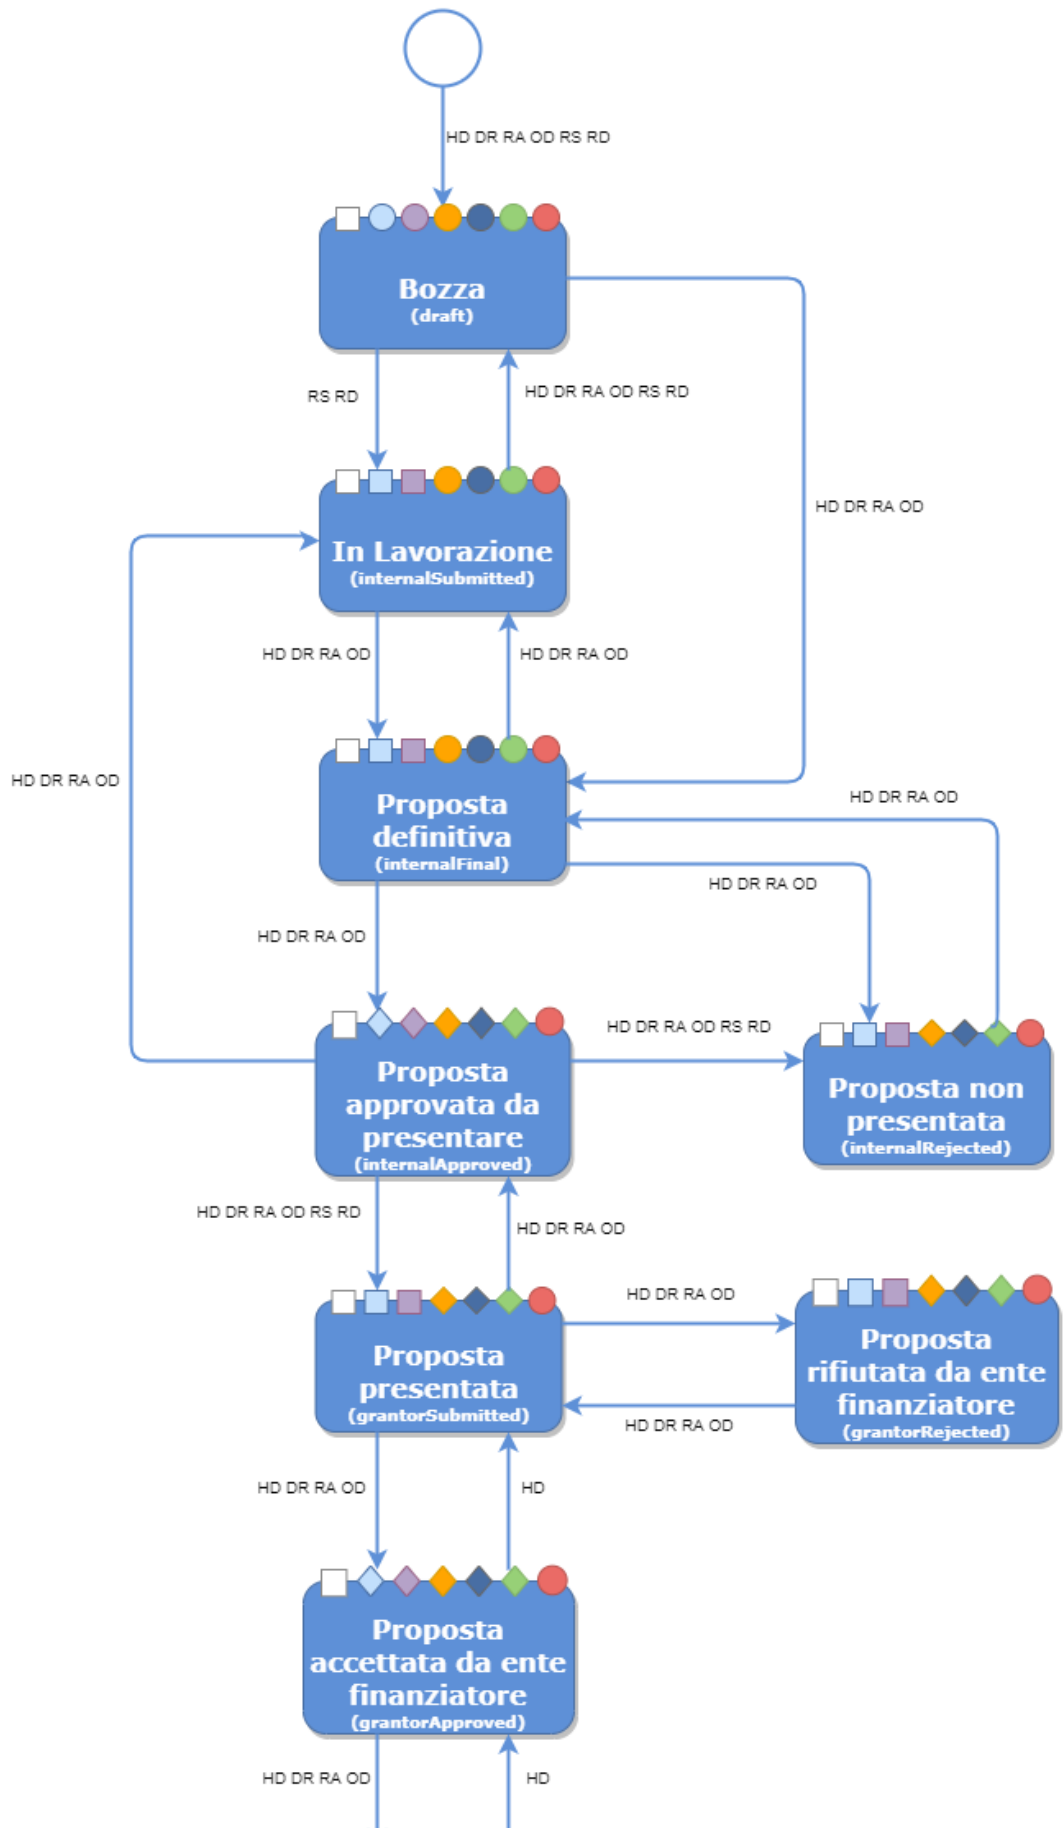 HD DR RA OD RS RD
Bozza
(draft)
RS RD
HD DR RA OD RS RD
HD DR RA OD
In Lavorazione
(internalSubmitted)
HD DR RA OD
HD DR RA OD
HD DR RA OD
HD DR RA OD
Proposta
definitiva
(internalFinal)
HD DR RA OD
HD DR RA OD
HD DR RA OD RS RD
Proposta
approvata da
presentare
(internalApproved)
Proposta non
presentata
(internalRejected)
HD DR RA OD RS RD
HD DR RA OD
HD DR RA OD
Proposta
presentata
(grantorSubmitted)
Proposta
rifiutata da ente
finanziatore
(grantorRejected)
HD DR RA OD
HD DR RA OD
HD
Proposta
accettata da ente
finanziatore
(grantorApproved)
HD DR RA OD
HD